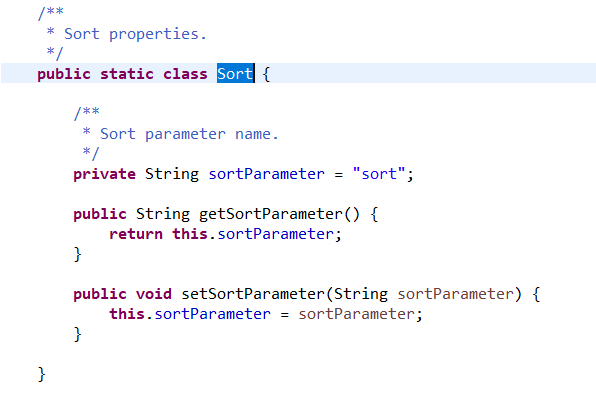 /**
 * Sort properties.
 */
public static class Sort {
/**
 * Sort parameter name.
 */
private String sortParameter = "sort";
public String getSortParameter() {
return this.sortParameter;
}
public void setSortParameter(String sortParameter) {
this.sortParameter = sortParameter;
}
}